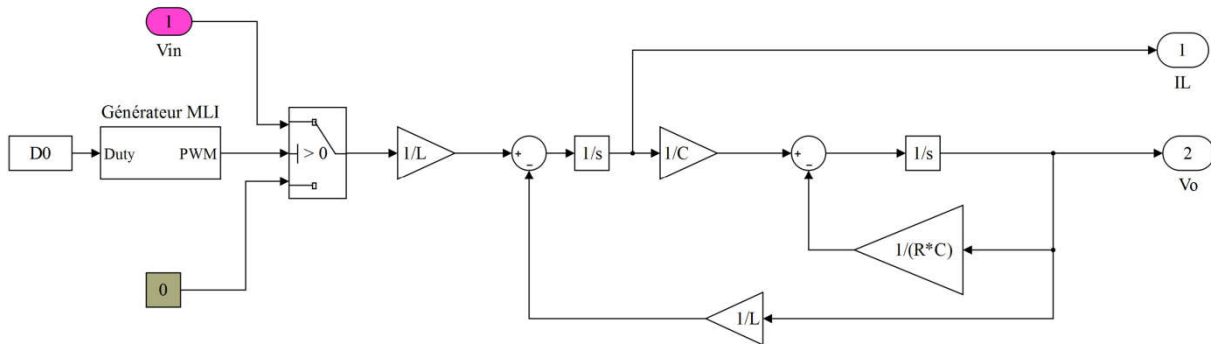 1
Vin
1
IL
Générateur MLI
D0
Duty PWM
> 0
1/L
+
−
1/s
1/C
+
−
1/s
2
Vo
1/(R*C)
0
1/L